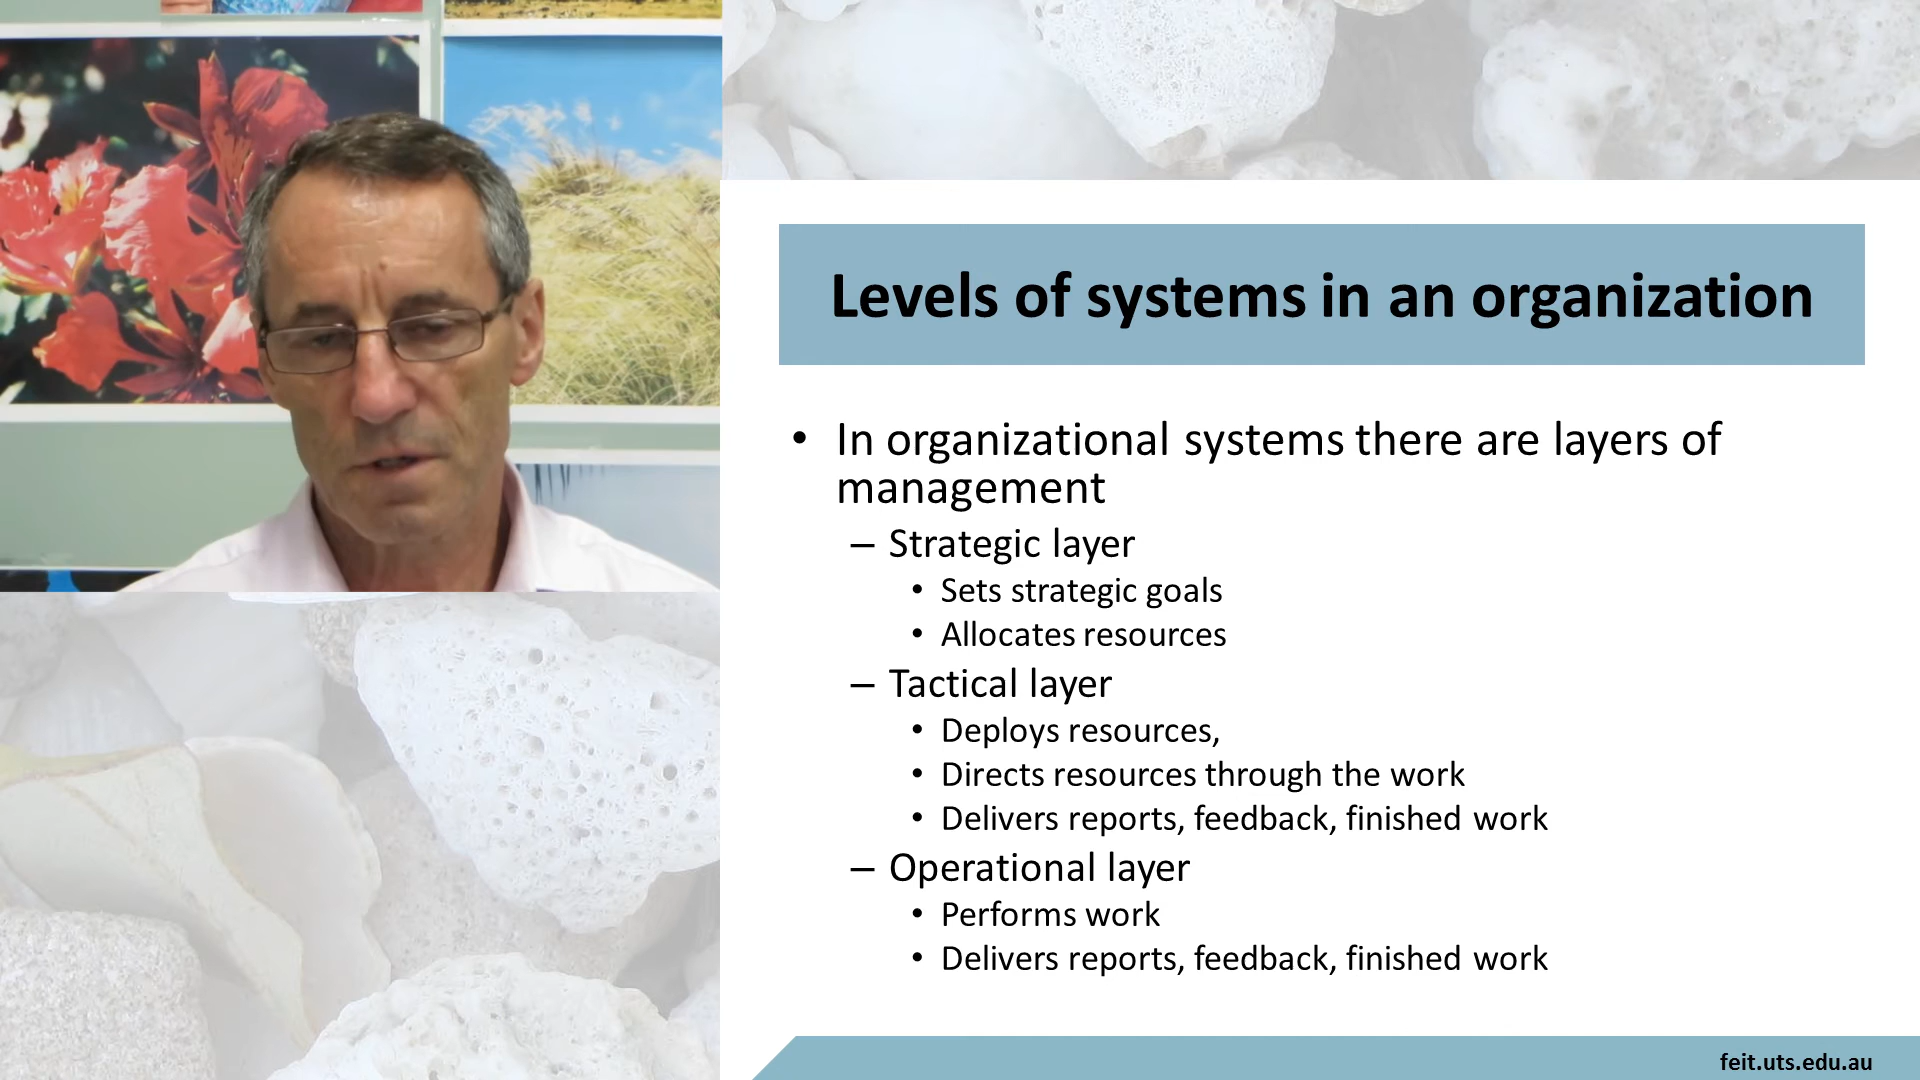 Levels of systems in an organization
• In organizational systems there are layers of
management
– Strategic layer
• Sets strategic goals
• Allocates resources
– Tactical layer
• Deploys resources,
• Directs resources through the work
• Delivers reports, feedback, finished work
– Operational layer
• Performs work
• Delivers reports, feedback, finished work
feit.uts.edu.au